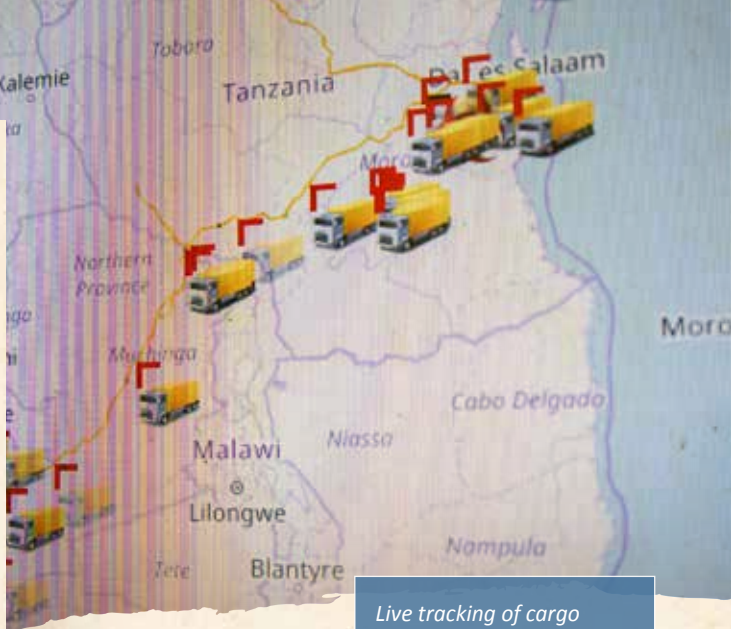 Tabora
Kalemie
Tanzania
Dar es Salaam
Moro
Northern
Province
Moro
Muchinga
Cabo Delgado
Malawi
Niassa
Lilongwe
Nampula
Tete
Blantyre
Live tracking of cargo